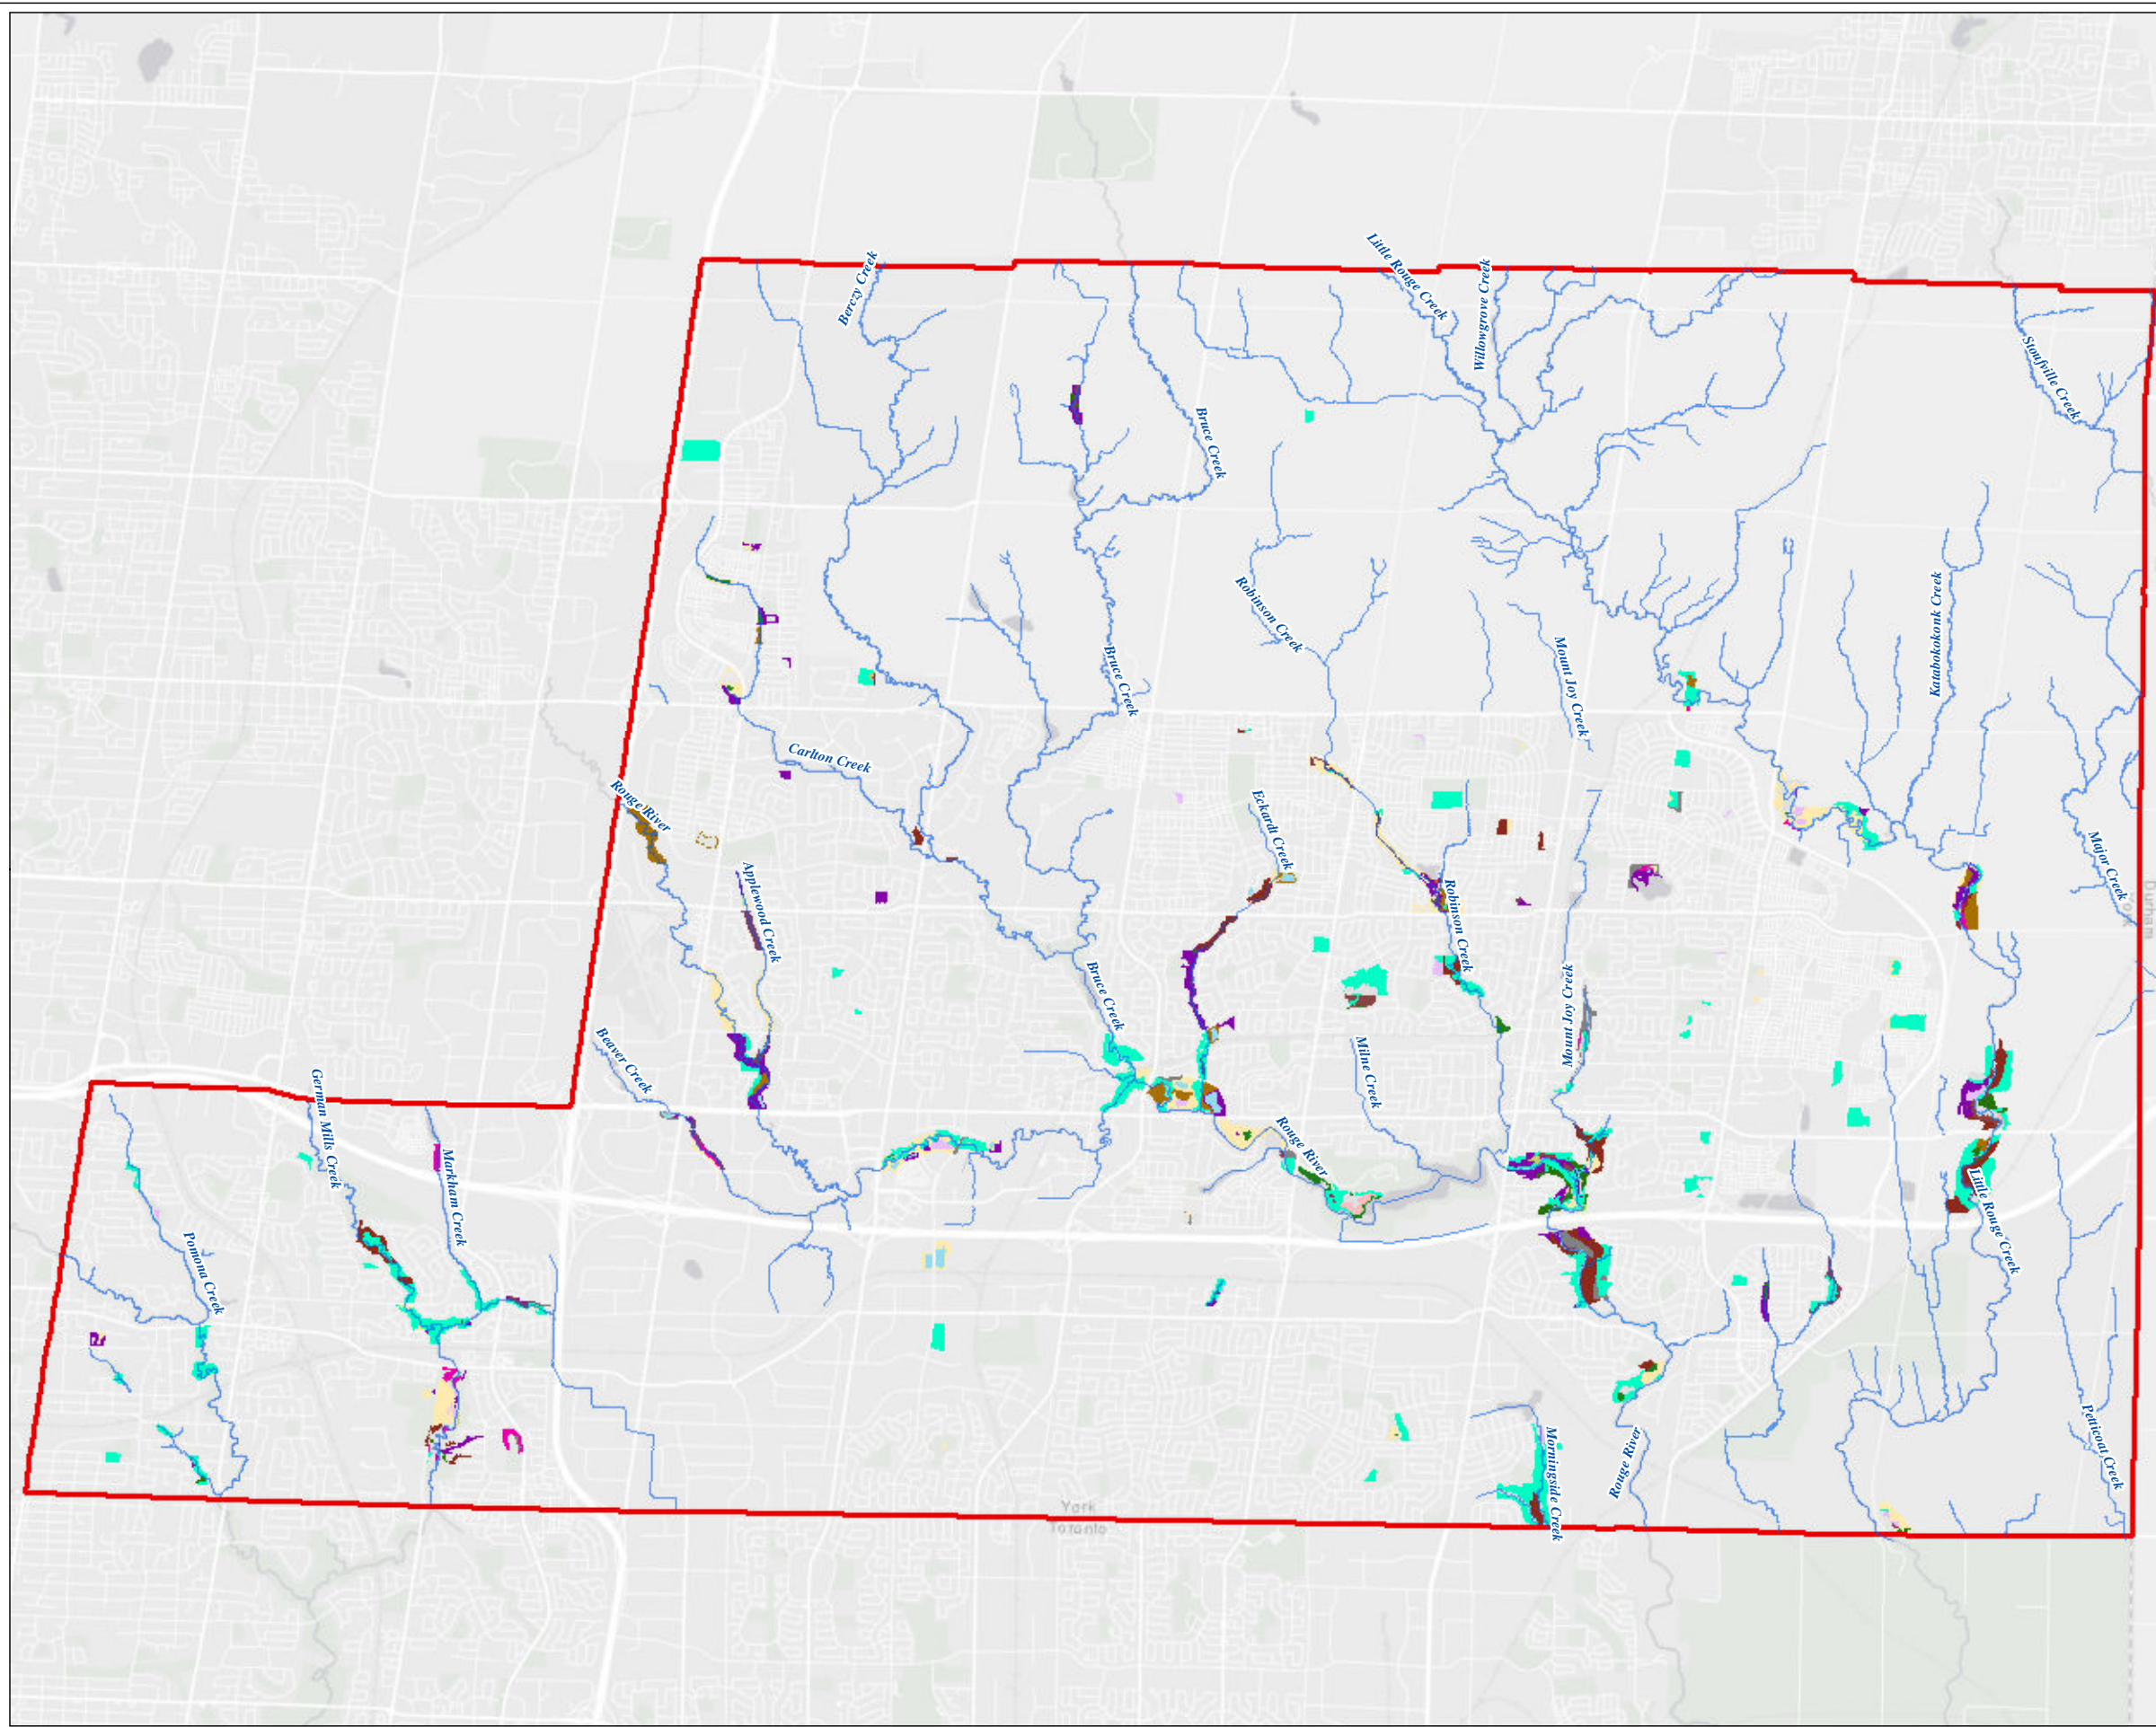 Little Rouge Creek
Berczy Creek
Willowgrove Creek
Stouffville Creek
Bruce Creek
Robinson Creek
Katabokokonk Creek
Bruce Creek
Mount Joy Creek
Carlton Creek
Rouge River
Eckardt Creek
Major Creek
Applewood Creek
Robinson Creek
Durham
York
Bruce Creek
Mount Joy Creek
Beaver Creek
Milne Creek
German Mills Creek
Rouge River
Markham Creek
Little Rouge Creek
Pomona Creek
Petticoat Creek
Morningside Creek
Rouge River
York
Toronto